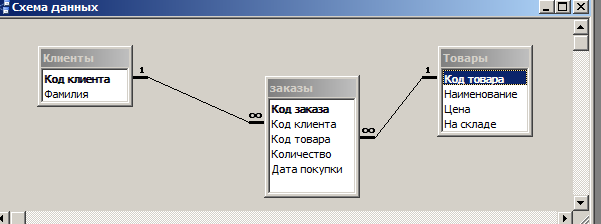 Схема данных
Клиенты
Код клиента
Фамилия
1
∞
заказы
Код заказа
Код клиента
Код товара
Количество
Дата покупки
∞
1
Товары
Код товара
Наименование
Цена
На складе